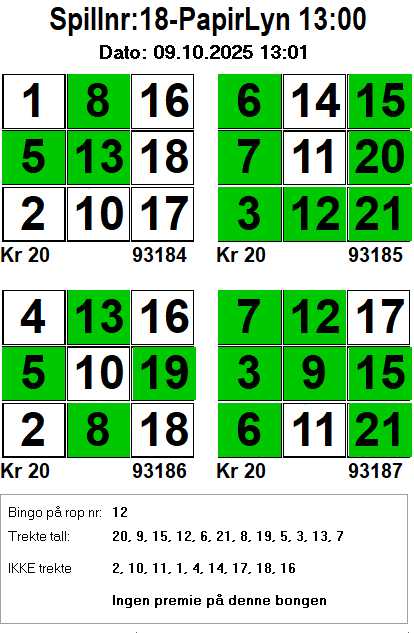 Spillnr:18-PapirLyn 13:00
Dato: 09.10.2025 13:01
1 8 16 6 14 15
5 13 18 7 11 20
2 10 17 3 12 21
Kr 20 93184 Kr 20 93185
4 13 16 7 12 17
5 10 19 3 9 15
2 8 18 6 11 21
Kr 20 93186 Kr 20 93187
Bingo på rop nr: 12
Trekte tall: 20, 9, 15, 12, 6, 21, 8, 19, 5, 3, 13, 7
IKKE trekte 2, 10, 11, 1, 4, 14, 17, 18, 16
Ingen premie på denne bongen